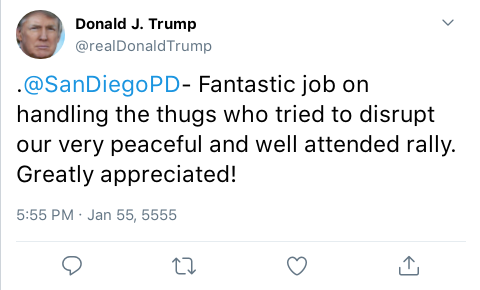 Donald J. Trump
@realDonaldTrump
.@SanDiegoPD- Fantastic job on
handling the thugs who tried to disrupt
our very peaceful and well attended rally.
Greatly appreciated!
5:55 PM · Jan 55, 5555